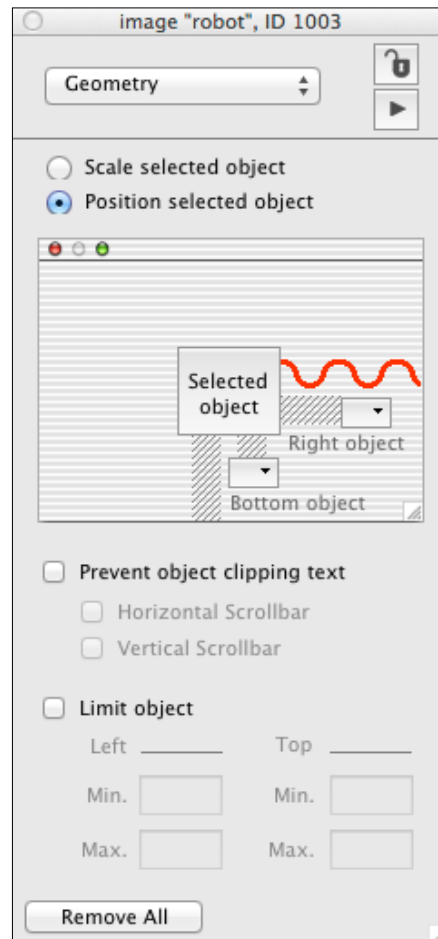 image "robot", ID 1003
Geometry
Scale selected object
Position selected object
Selected
object
Right object
Bottom object
Prevent object clipping text
Horizontal Scrollbar
Vertical Scrollbar
Limit object
Left Top
Min. Min.
Max. Max.
Remove All